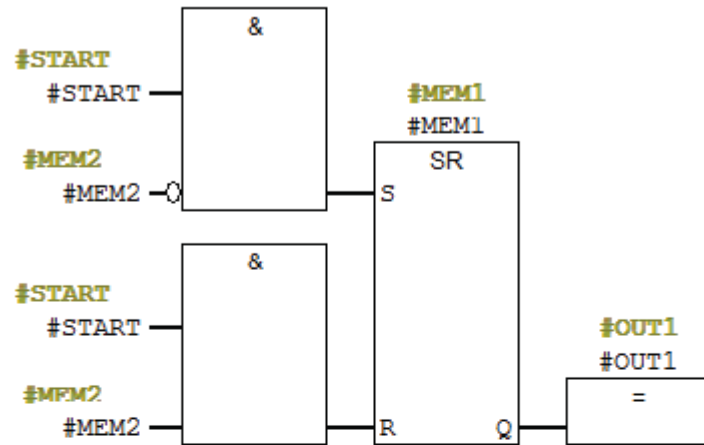 &
#START
#START
#MEM2
#MEM2
#MEM1
#MEM1
SR
S
&
#START
#START
#MEM2
#MEM2
R
Q
#OUT1
#OUT1
=